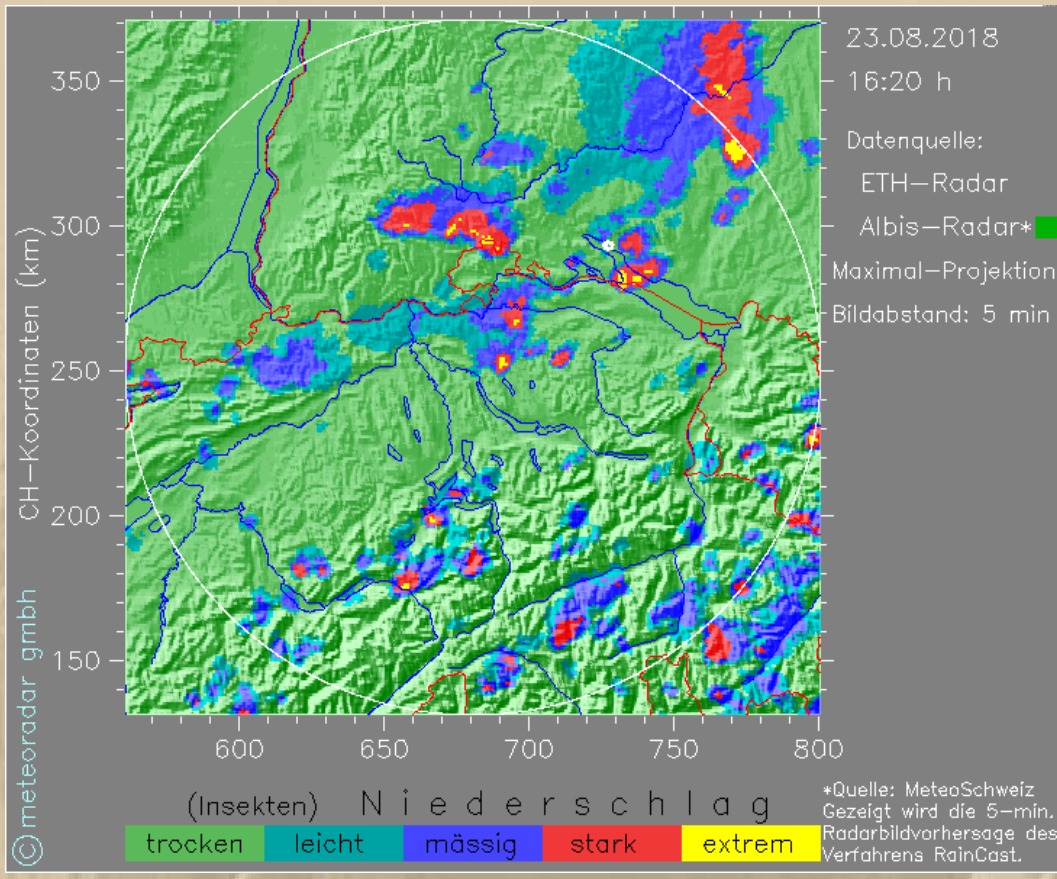 23.08.2018
16:20 h
Datenquelle:
ETH-Radar
Albis-Radar*
Maximal-Projektion
Bildabstand: 5 min
CH-Koordinaten (km)
350
300
250
200
150
600
650
700
750
800
© meteoradar gmbh
(Insekten) Niederschlag
trocken leicht mässig stark extrem
*Quelle: MeteoSchweiz
Gezeigt wird die 5-min.
Radarbildvorhersage des
Verfahrens RainCast.